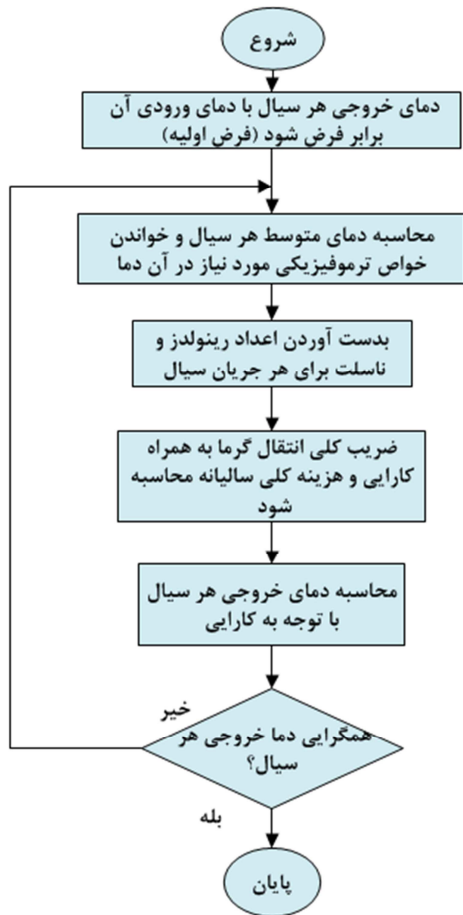 شروع
دمای خروجی هر سیال با دمای ورودی آن
برابر فرض شود (فرض اولیه)
محاسبه دمای متوسط هر سیال و خواندن
خواص ترموفیزیکی مورد نیاز در آن دما
بدست آوردن اعداد رینولدز و
ناسلت برای هر جریان سیال
ضریب کلی انتقال گرما به همراه
کارایی و هزینه کلی سالیانه محاسبه
شود
محاسبه دمای خروجی هر سیال
با توجه به کارایی
خیر
همگرایی دما خروجی هر
سیال؟
بله
پایان